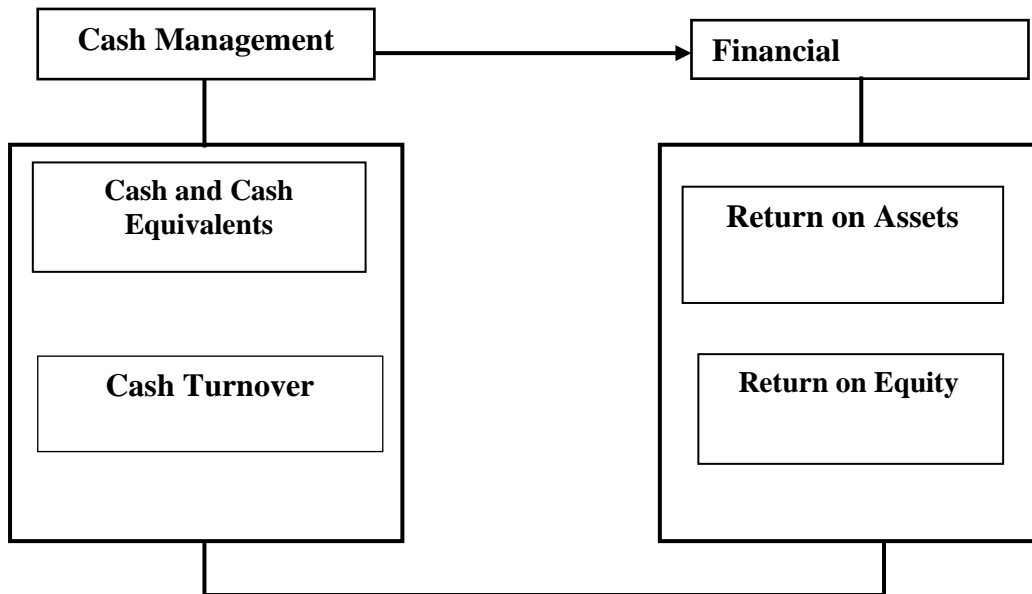 Cash Management
Financial
Cash and Cash
Equivalents
Return on Assets
Cash Turnover
Return on Equity